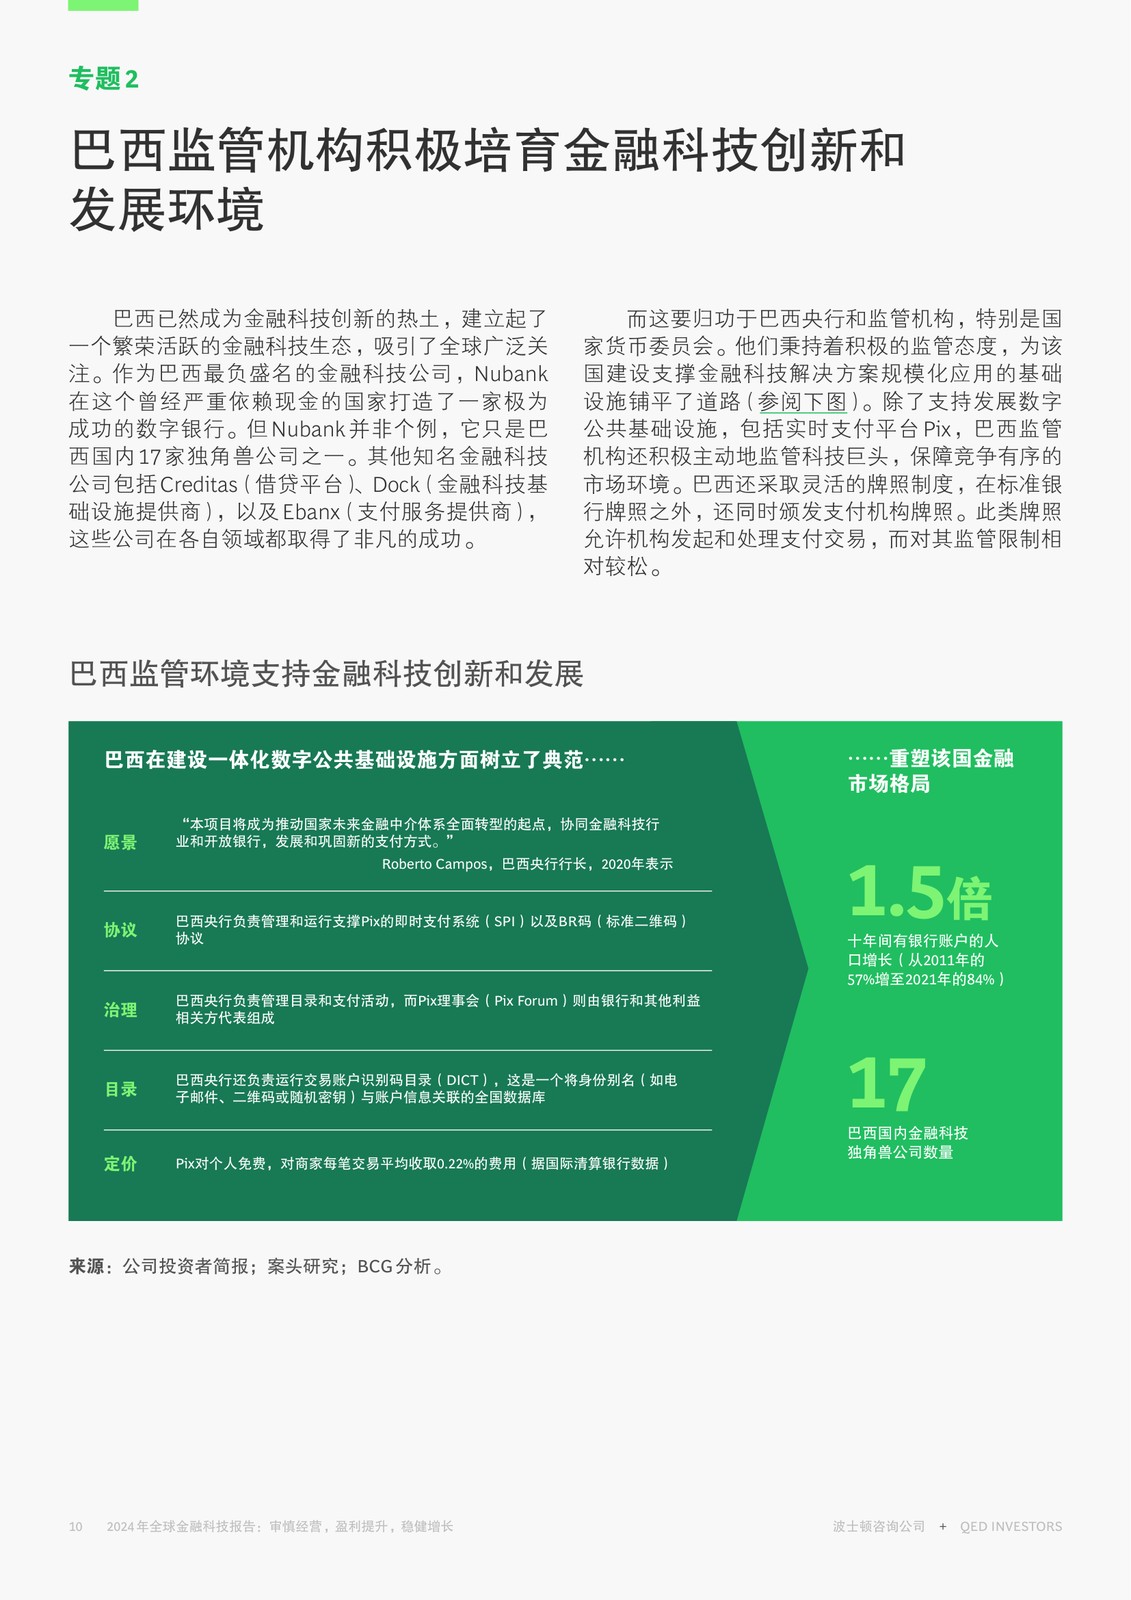 专题2
巴西监管机构积极培育金融科技创新和
发展环境
巴西已然成为金融科技创新的热土，建立起了
一个繁荣活跃的金融科技生态，吸引了全球广泛关
注。作为巴西最负盛名的金融科技公司，Nubank
在这个曾经严重依赖现金的国家打造了一家极为
成功的数字银行。但Nubank并非个例，它只是巴
西国内17家独角兽公司之一。其他知名金融科技
公司包括Creditas（借贷平台）、Dock（金融科技基
础设施提供商），以及Ebanx（支付服务提供商），
这些公司在各自领域都取得了非凡的成功。
而这要归功于巴西央行和监管机构，特别是国
家货币委员会。他们秉持着积极的监管态度，为该
国建设支撑金融科技解决方案规模化应用的基础
设施铺平了道路（参阅下图）。除了支持发展数字
公共基础设施，包括实时支付平台Pix，巴西监管
机构还积极主动地监管科技巨头，保障竞争有序的
市场环境。巴西还采取灵活的牌照制度，在标准银
行牌照之外，还同时颁发支付机构牌照。此类牌照
允许机构发起和处理支付交易，而对其监管限制相
对较松。
巴西监管环境支持金融科技创新和发展
巴西在建设一体化数字公共基础设施方面树立了典范……
愿景
“本项目将成为推动国家未来金融中介体系全面转型的起点，协同金融科技行
业和开放银行，发展和巩固新的支付方式。”
Roberto Campos，巴西央行行长，2020年表示
协议
巴西央行负责管理和运行支撑Pix的即时支付系统（SPI）以及BR码（标准二维码）
协议
治理
巴西央行负责管理目录和支付活动，而Pix理事会（Pix Forum）则由银行和其他利益
相关方代表组成
目录
巴西央行还负责运行交易账户识别码目录（DICT），这是一个将身份别名（如电
子邮件、二维码或随机密钥）与账户信息关联的全国数据库
定价
Pix对个人免费，对商家每笔交易平均收取0.22%的费用（据国际清算银行数据）
……重塑该国金融
市场格局
1.5倍
十年间有银行账户的人
口增长（从2011年的
57%增至2021年的84%）
17
巴西国内金融科技
独角兽公司数量
来源：公司投资者简报；案头研究；BCG分析。
10 2024年全球金融科技报告：审慎经营，盈利提升，稳健增长
波士顿咨询公司 + QED INVESTORS